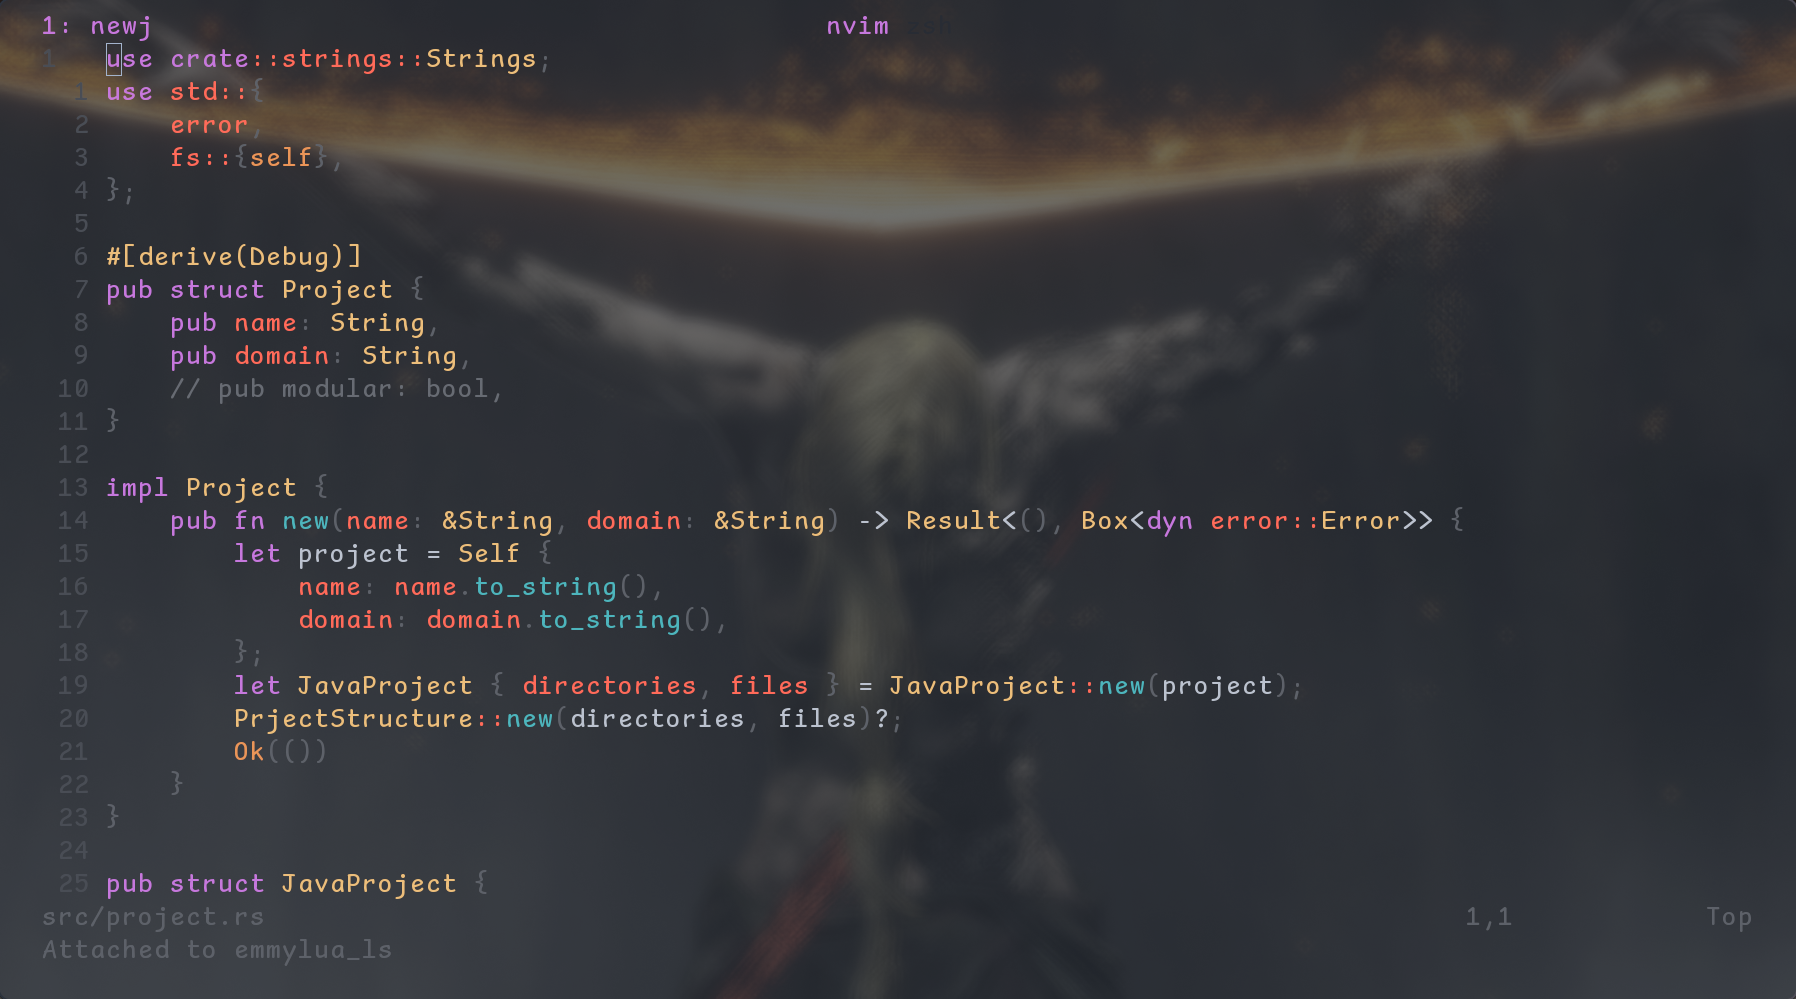 1: newj nvim zsh
1 use crate::strings::Strings;
1 use std::{
2 error,
3 fs::{self},
4 };
5
6 #[derive(Debug)]
7 pub struct Project {
8 pub name: String,
9 pub domain: String,
10 // pub modular: bool,
11 }
12
13 impl Project {
14 pub fn new(name: &String, domain: &String) -> Result<(), Box<dyn error::Error>> {
15 let project = Self {
16 name: name.to_string(),
17 domain: domain.to_string(),
18 };
19 let JavaProject { directories, files } = JavaProject::new(project);
20 PrjectStructure::new(directories, files)?;
21 Ok(())
22 }
23 }
24
25 pub struct JavaProject {
src/project.rs 1,1 Top
Attached to emmylua_ls